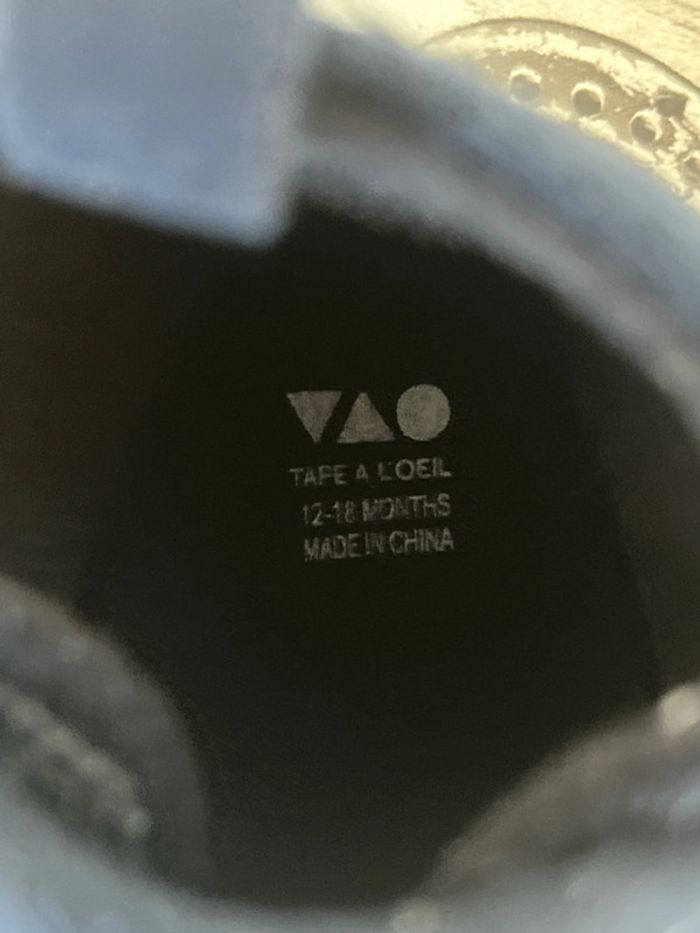 TAPE A L'OEIL
12-18 MONTHS
MADE IN CHINA